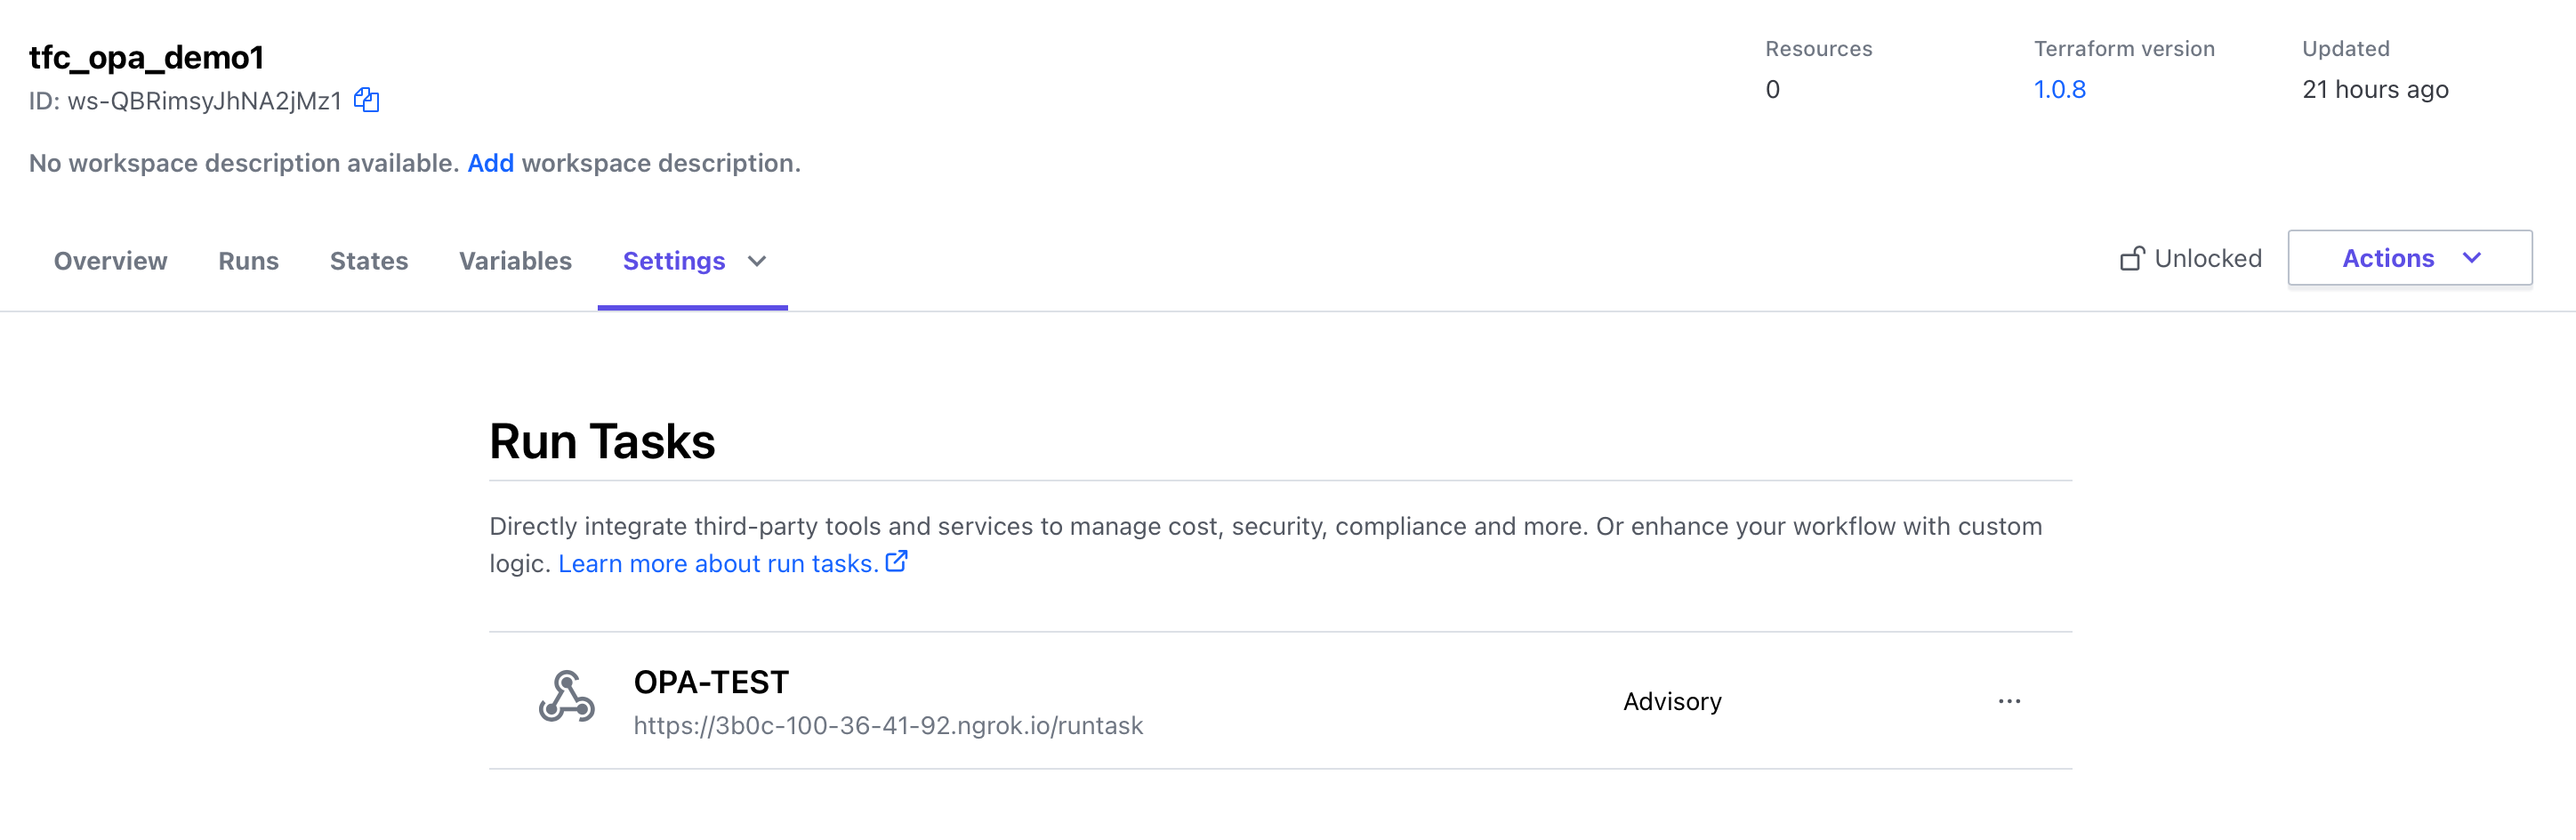 tfc_opa_demo1
ID: ws-QBRimsyJhNA2jMz1
No workspace description available. Add workspace description.
Resources
0
Terraform version
1.0.8
Updated
21 hours ago
Overview Runs States Variables Settings
Unlocked
Actions
Run Tasks
Directly integrate third-party tools and services to manage cost, security, compliance and more. Or enhance your workflow with custom
logic. Learn more about run tasks.
OPA-TEST
https://3b0c-100-36-41-92.ngrok.io/runtask
Advisory